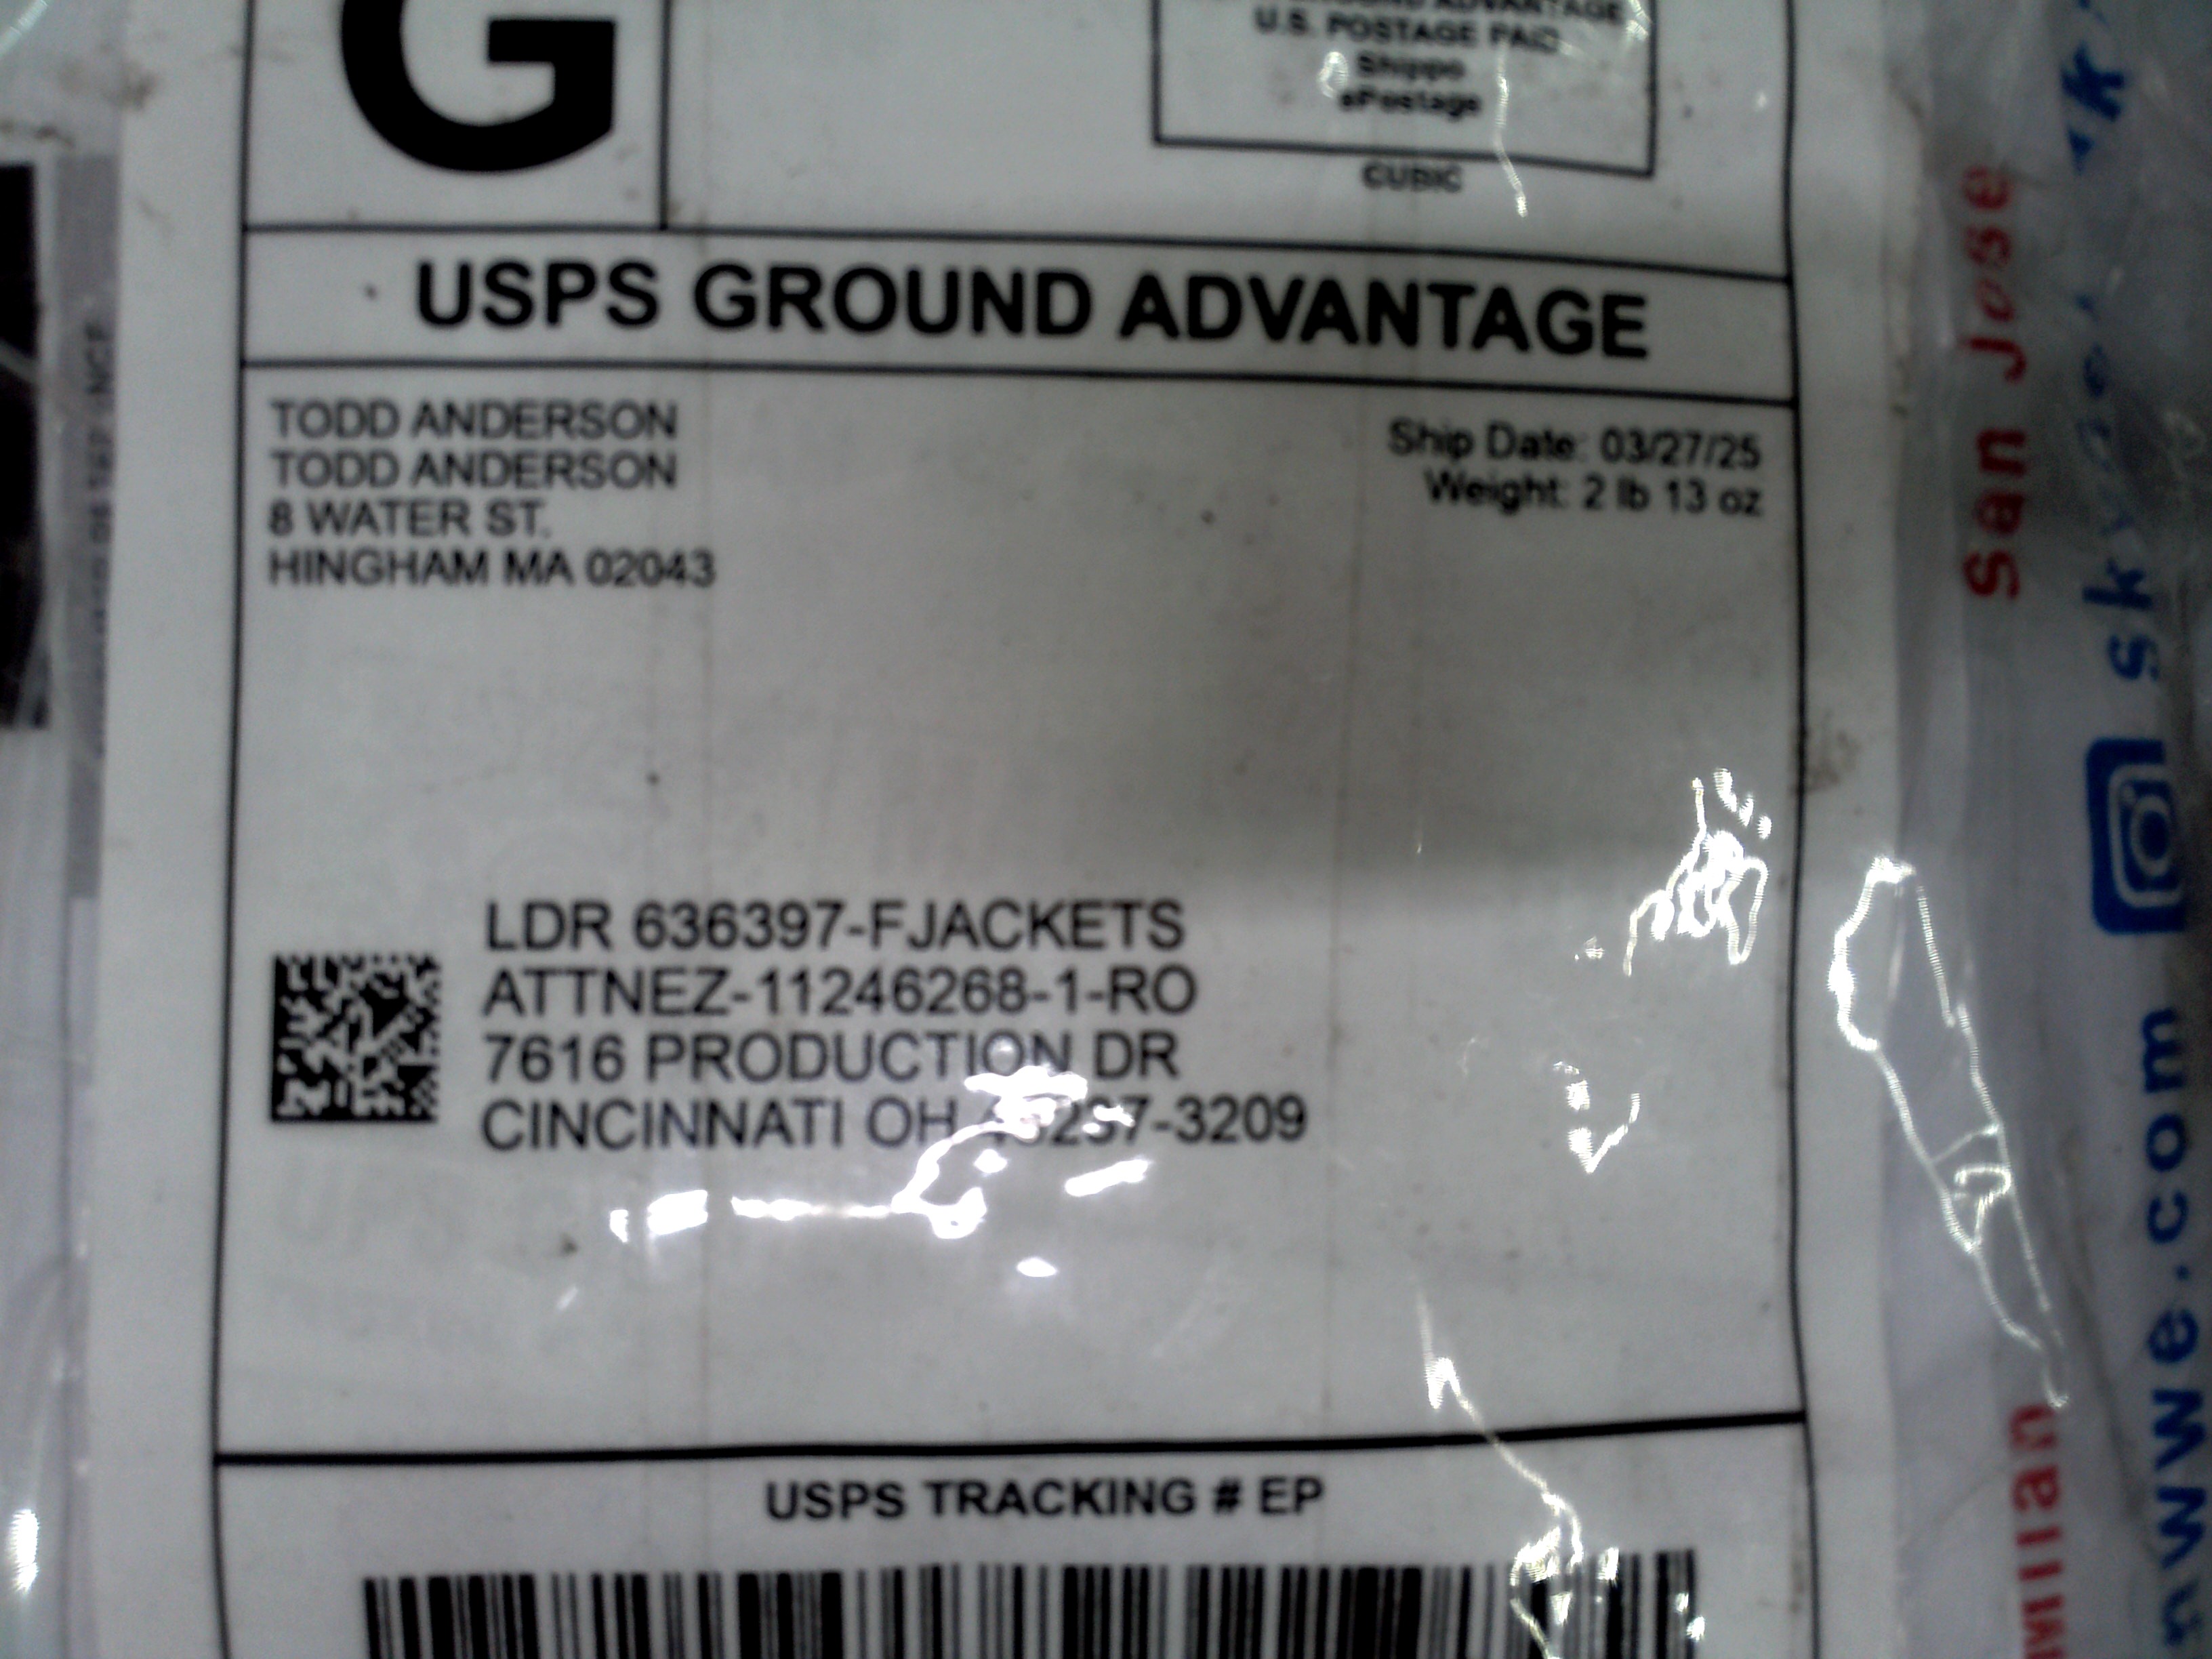 G
U.S. POSTAGE PAID
Shippo
ePostage
CUBIC
USPS GROUND ADVANTAGE
TODD ANDERSON
TODD ANDERSON
8 WATER ST.
HINGHAM MA 02043
Ship Date: 03/27/25
Weight: 2 lb 13 oz
LDR 636397-FJACKETS
ATTNEZ-11246268-1-RO
7616 PRODUCTION DR
CINCINNATI OH 45237-3209
USPS TRACKING # EP
San Jose